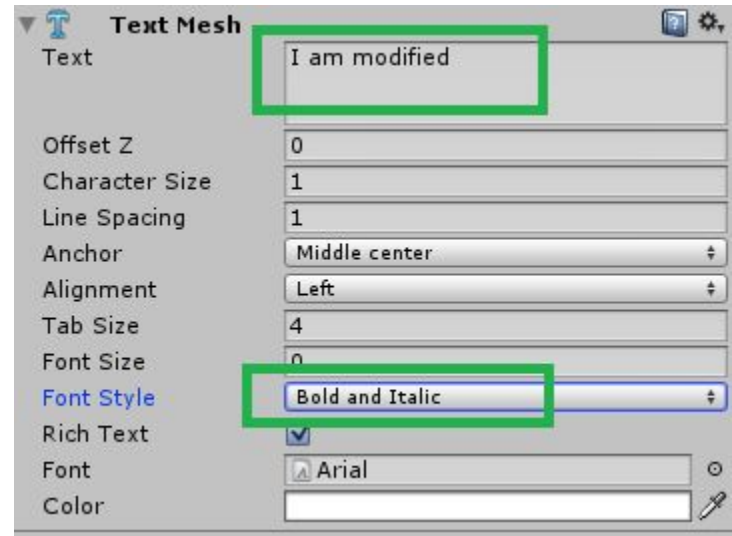 Text Mesh
Text I am modified
Offset Z 0
Character Size 1
Line Spacing 1
Anchor Middle center
Alignment Left
Tab Size 4
Font Size 0
Font Style Bold and Italic
Rich Text
Font Arial
Color